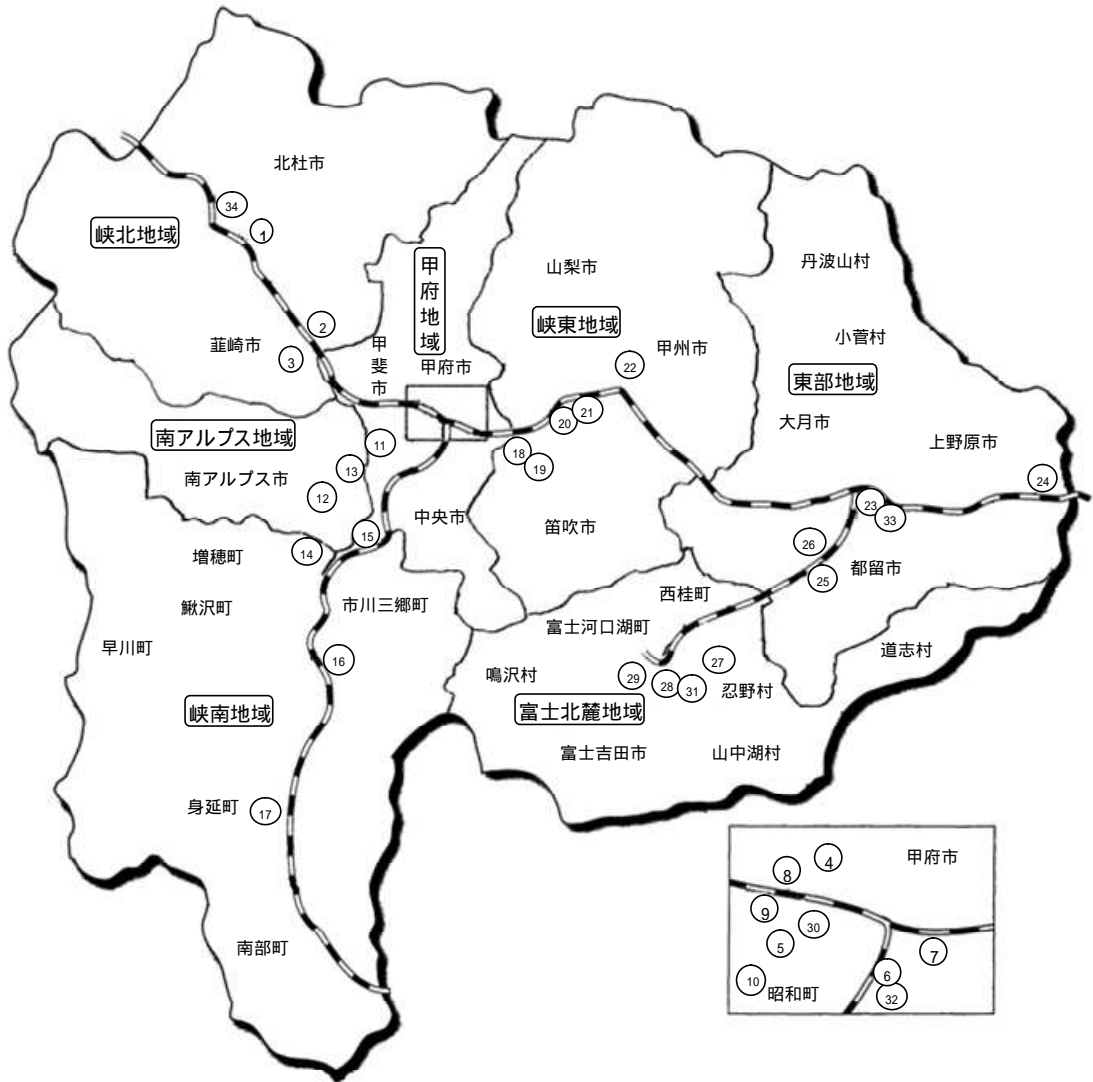 北杜市
34
1
峡北地域
甲府地域
山梨市
丹波山村
2
韮崎市
3
甲斐市
甲府市
峡東地域
甲州市
22
小菅村
東部地域
大月市
20
21
南アルプス地域
11
上野原市
南アルプス市
13
18
19
24
12
中央市
笛吹市
23
33
増穂町
14
15
26
都留市
25
西桂町
鰍沢町
市川三郷町
富士河口湖町
早川町
道志村
16
鳴沢村
29
28
31
27
忍野村
峡南地域
富士北麓地域
富士吉田市
山中湖村
身延町
17
南部町
8
4
甲府市
9
30
5
7
10
昭和町
6
32